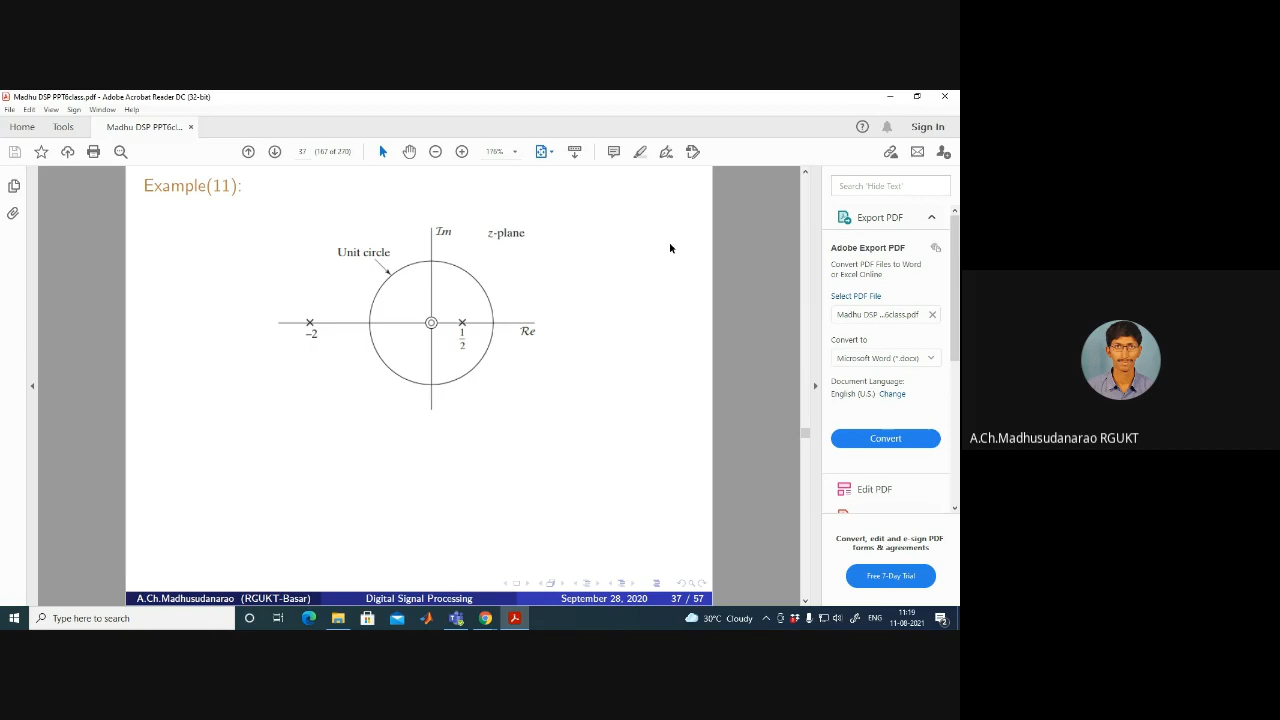 Madhu DSP PPT6class.pdf - Adobe Acrobat Reader DC (32-bit)
File Edit View Sign Window Help
Home Tools Madhu DSP PPT6cl... × Sign In
37 (167 of 270) 176%
Example(11):
Im z-plane
Unit circle
-2
1
2
Re
Search 'Hide Text'
Export PDF
Adobe Export PDF
Convert PDF Files to Word
or Excel Online
Select PDF File
Madhu DSP ...6class.pdf
Convert to
Microsoft Word (*.docx)
Document Language:
English (U.S.) Change
Convert
Edit PDF
Convert, edit and e-sign PDF
forms & agreements
Free 7-Day Trial
A.Ch.Madhusudanarao (RGUKT-Basar) Digital Signal Processing September 28, 2020 37 / 57
Type here to search 30°C Cloudy ENG 11:19
11-08-2021
2
A.Ch.Madhusudanarao RGUKT